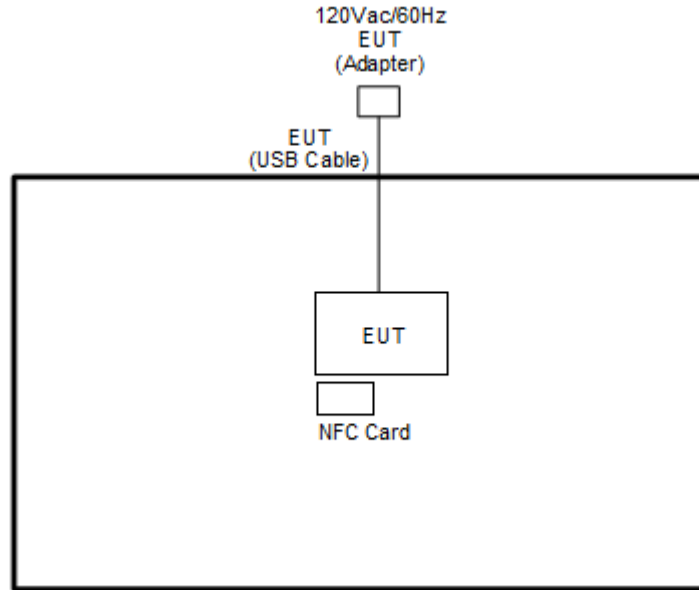 120Vac/60Hz
EUT
(Adapter)
EUT
(USB Cable)
EUT
NFC Card